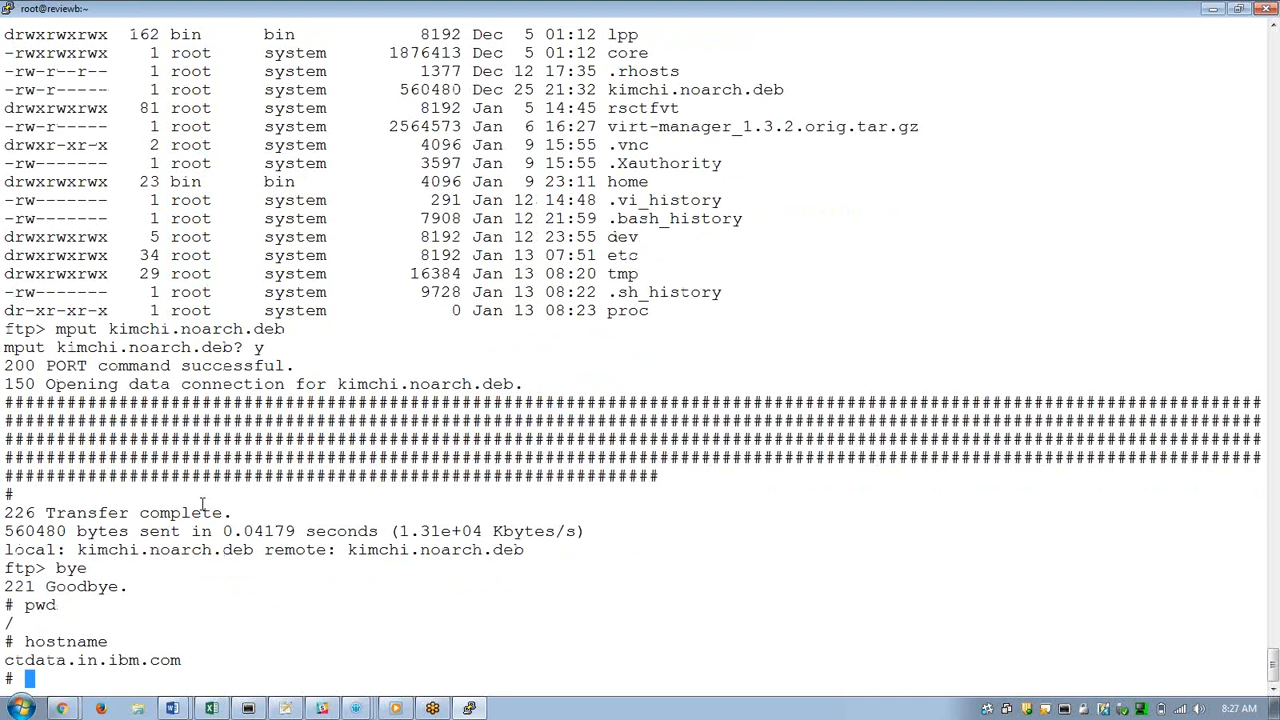 root@reviewb:~
drwxrwxrwx 162 bin bin 8192 Dec 5 01:12 lpp
-rwxrwxrwx 1 root system 1876413 Dec 5 01:12 core
-rw-r--r-- 1 root system 1377 Dec 12 17:35 .rhosts
-rw-r----- 1 root system 560480 Dec 25 21:32 kimchi.noarch.deb
drwxrwxrwx 81 root system 8192 Jan 5 14:45 rsctfvt
-rw-r----- 1 root system 2564573 Jan 6 16:27 virt-manager_1.3.2.orig.tar.gz
drwxr-xr-x 2 root system 4096 Jan 9 15:55 .vnc
-rw------- 1 root system 3597 Jan 9 15:55 .Xauthority
drwxrwxrwx 23 bin bin 4096 Jan 9 23:11 home
-rw------- 1 root system 291 Jan 12 14:48 .vi_history
-rw------- 1 root system 7908 Jan 12 21:59 .bash_history
drwxrwxrwx 5 root system 8192 Jan 12 23:55 dev
drwxrwxrwx 34 root system 8192 Jan 13 07:51 etc
drwxrwxrwx 29 root system 16384 Jan 13 08:20 tmp
-rw------- 1 root system 9728 Jan 13 08:22 .sh_history
dr-xr-xr-x 1 root system 0 Jan 13 08:23 proc
ftp> mput kimchi.noarch.deb
mput kimchi.noarch.deb? y
200 PORT command successful.
150 Opening data connection for kimchi.noarch.deb.
#########################################################################################################################
#########################################################################################################################
#########################################################################################################################
#########################################################################################################################
###############################################################
#
226 Transfer complete.
560480 bytes sent in 0.04179 seconds (1.31e+04 Kbytes/s)
local: kimchi.noarch.deb remote: kimchi.noarch.deb
ftp> bye
221 Goodbye.
# pwd
/
# hostname
ctdata.in.ibm.com
#
8:27 AM